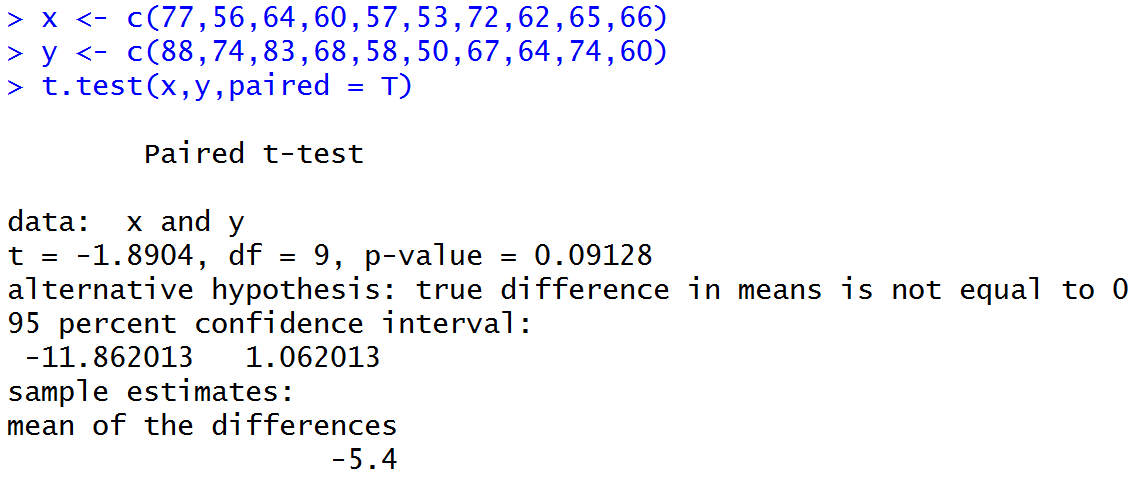 > x <- c(77,56,64,60,57,53,72,62,65,66)
> y <- c(88,74,83,68,58,50,67,64,74,60)
> t.test(x,y,paired = T)
Paired t-test
data:  x and y
t = -1.8904, df = 9, p-value = 0.09128
alternative hypothesis: true difference in means is not equal to 0
95 percent confidence interval:
-11.862013   1.062013
sample estimates:
mean of the differences
-5.4